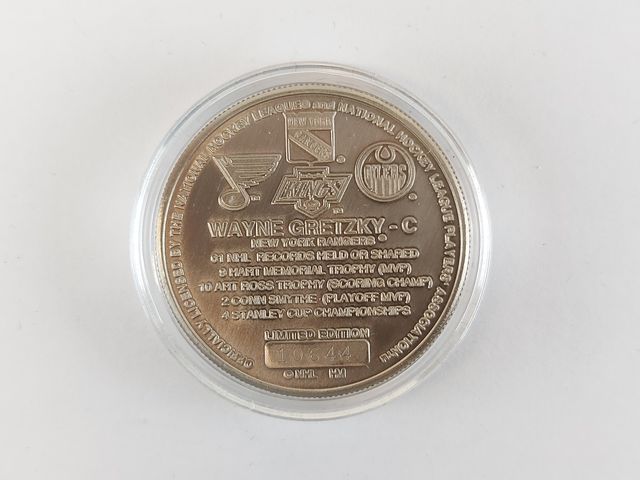 OFFICIALLY LICENSED BY THE NATIONAL HOCKEY LEAGUE® and NATIONAL HOCKEY LEAGUE PLAYERS' ASSOCIATION
NEW YORK
RANGERS
KINGS
OILERS
WAYNE GRETZKY - C
NEW YORK RANGERS
61 NHL RECORDS HELD OR SHARED
9 HART MEMORIAL TROPHY (MVP)
10 ART ROSS TROPHY (SCORING CHAMP)
2 CONN SMYTHE (PLAYOFF MVP)
4 STANLEY CUP CHAMPIONSHIPS
LIMITED EDITION
10644
©NHL HM